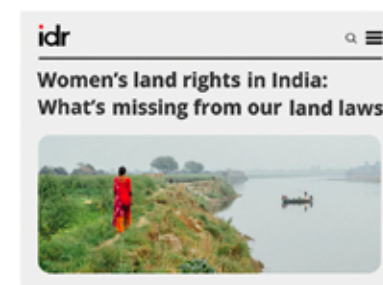 idr
Women's land rights in India:
What's missing from our land laws